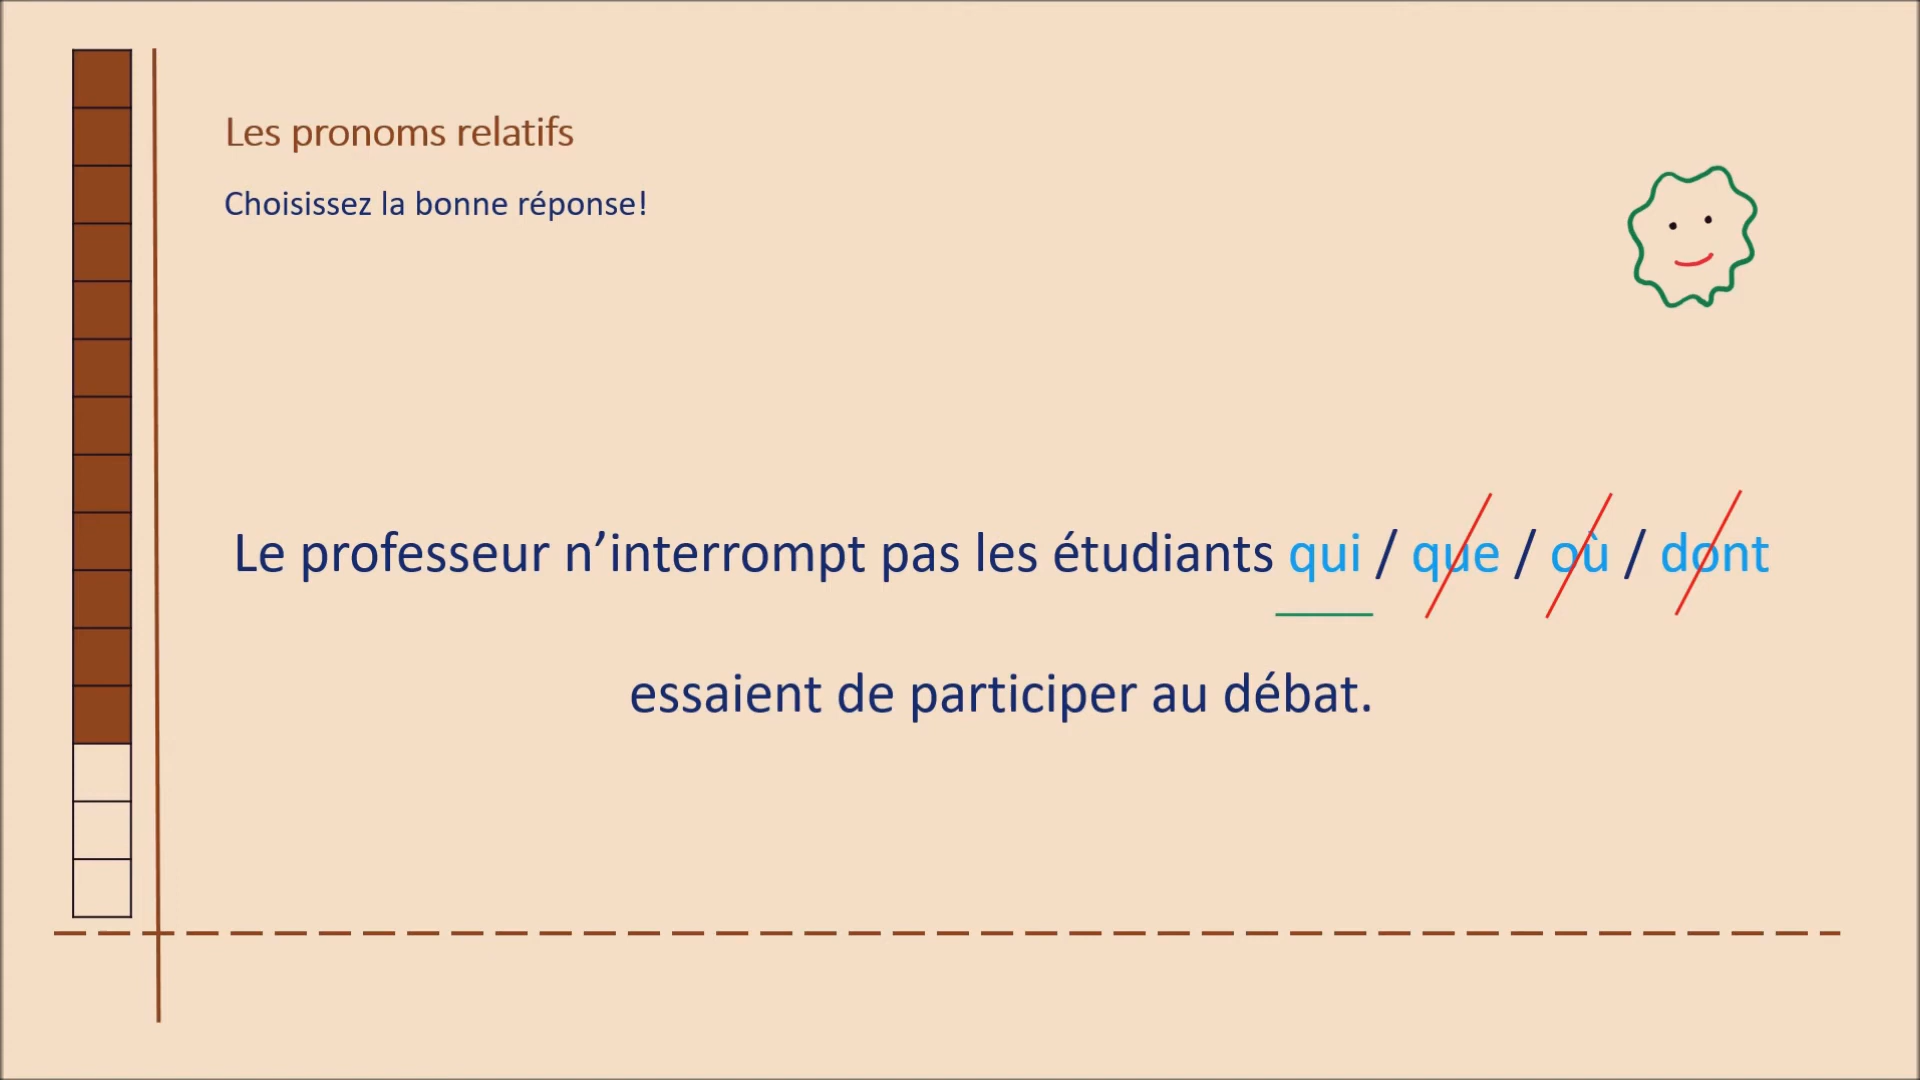 Les pronoms relatifs
Choisissez la bonne réponse!
Le professeur n’interrompt pas les étudiants qui / que / où / dont
essaient de participer au débat.